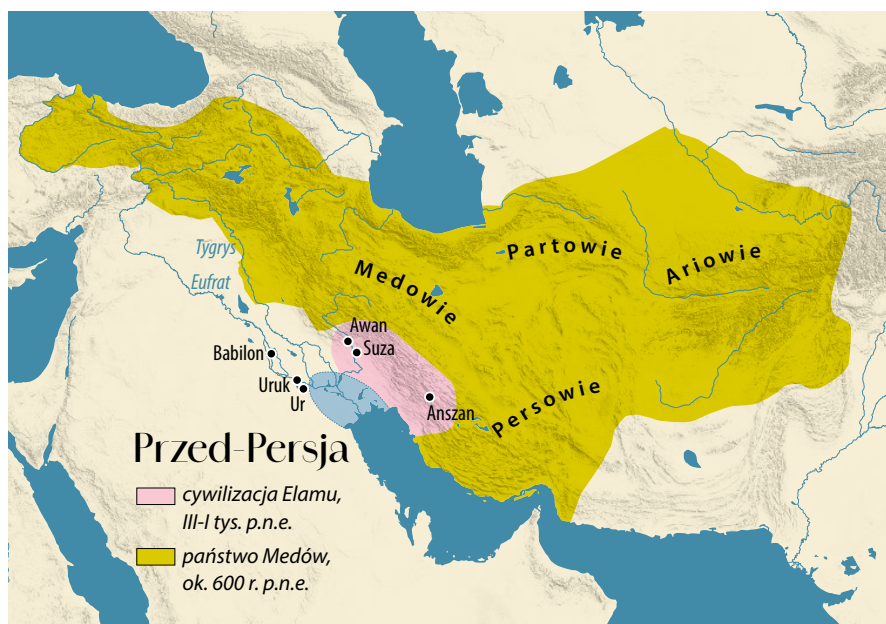 Partowie
Ariowie
Tygrys
Medowie
Eufrat
Awan
Babilon
Suza
Uruk
Ur
Anszan
Persowie
Przed-Persja
cywilizacja Elamu,
III-I tys. p.n.e.
państwo Medów,
ok. 600 r. p.n.e.